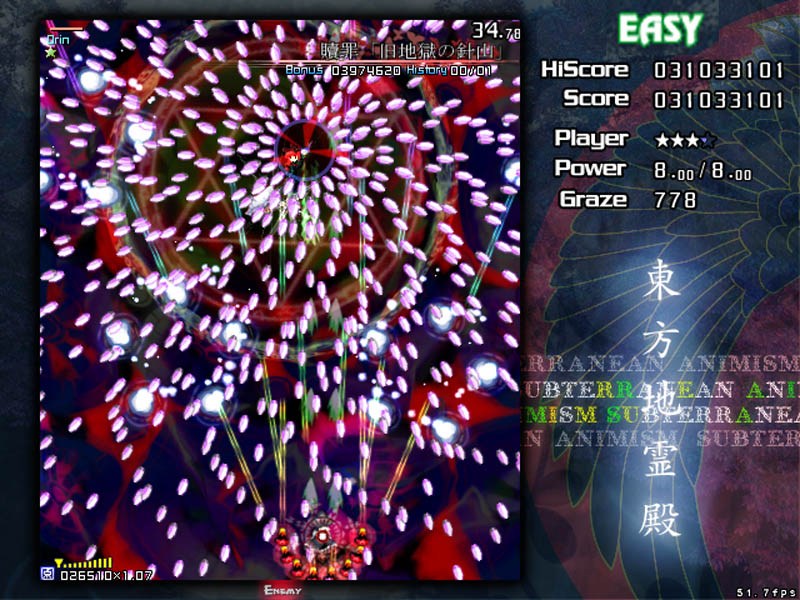 34.78
Orin
贖罪「旧地獄の針山」
Bonus 03974620 History 00/01
026510×1.07
Enemy
EASY
HiScore 031033101
Score 031033101
Player ★★★☆
Power 8.00/8.00
Graze 778
東方地霊殿
ERRANEAN ANIMISM
SUBTERRANEAN ANI
IMISM SUBTERRANEA
AN ANIMISM SUBTER
51.7fps